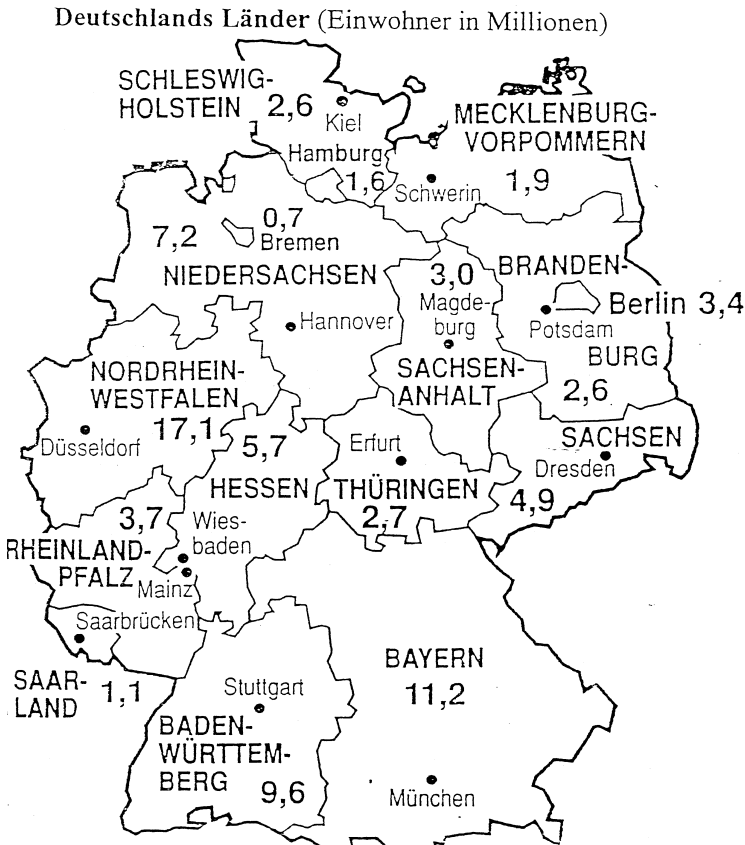 Deutschlands Länder (Einwohner in Millionen)
SCHLESWIG-
HOLSTEIN 2,6
Kiel
MECKLENBURG-
VORPOMMERN
Hamburg
1,6
Schwerin
1,9
7,2
0,7
Bremen
NIEDERSACHSEN
Hannover
3,0
Magde-
burg
SACHSEN-
ANHALT
BRANDEN-
Berlin 3,4
Potsdam
BURG
2,6
NORDRHEIN-
WESTFALEN
17,1
Düsseldorf
5,7
HESSEN
Erfurt
THÜRINGEN
2,7
SACHSEN
Dresden
4,9
3,7
Wies-
baden
RHEINLAND-
PFALZ
Mainz
Saarbrücken
SAAR-
LAND
1,1
Stuttgart
BADEN-
WÜRTTEM-
BERG
9,6
BAYERN
11,2
München